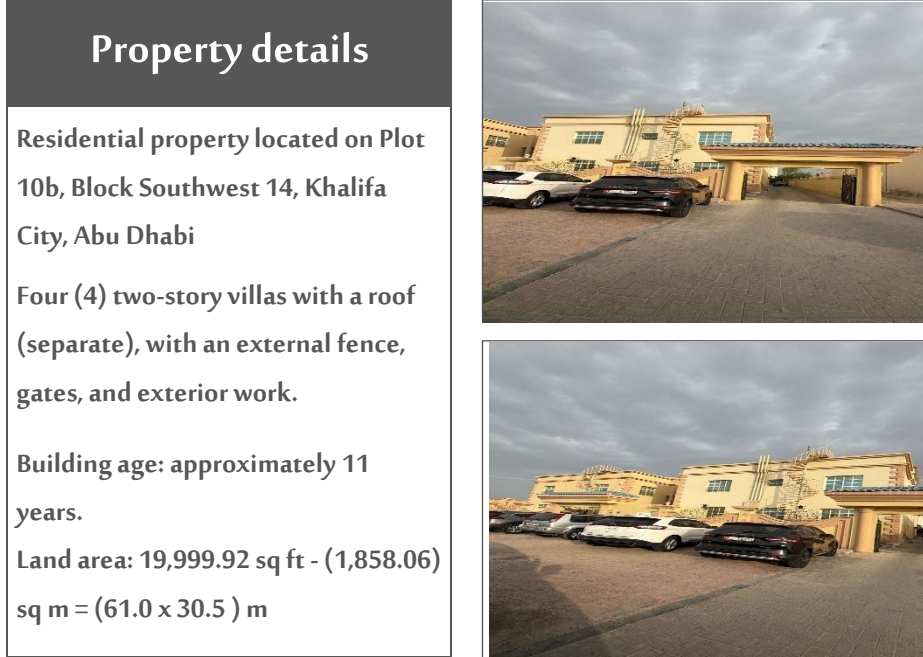 Property details
Residential property located on Plot
10b, Block Southwest 14, Khalifa
City, Abu Dhabi
Four (4) two-story villas with a roof
(separate), with an external fence,
gates, and exterior work.
Building age: approximately 11
years.
Land area: 19,999.92 sq ft - (1,858.06)
sq m = (61.0 x 30.5 ) m